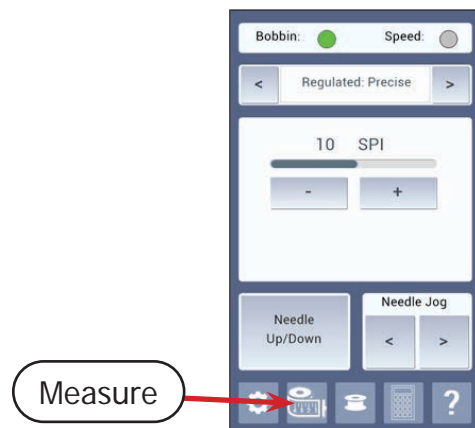 Bobbin: Speed:
< Regulated: Precise >
10 SPI
- +
Needle Jog
Needle
Up/Down
< >
Measure
?